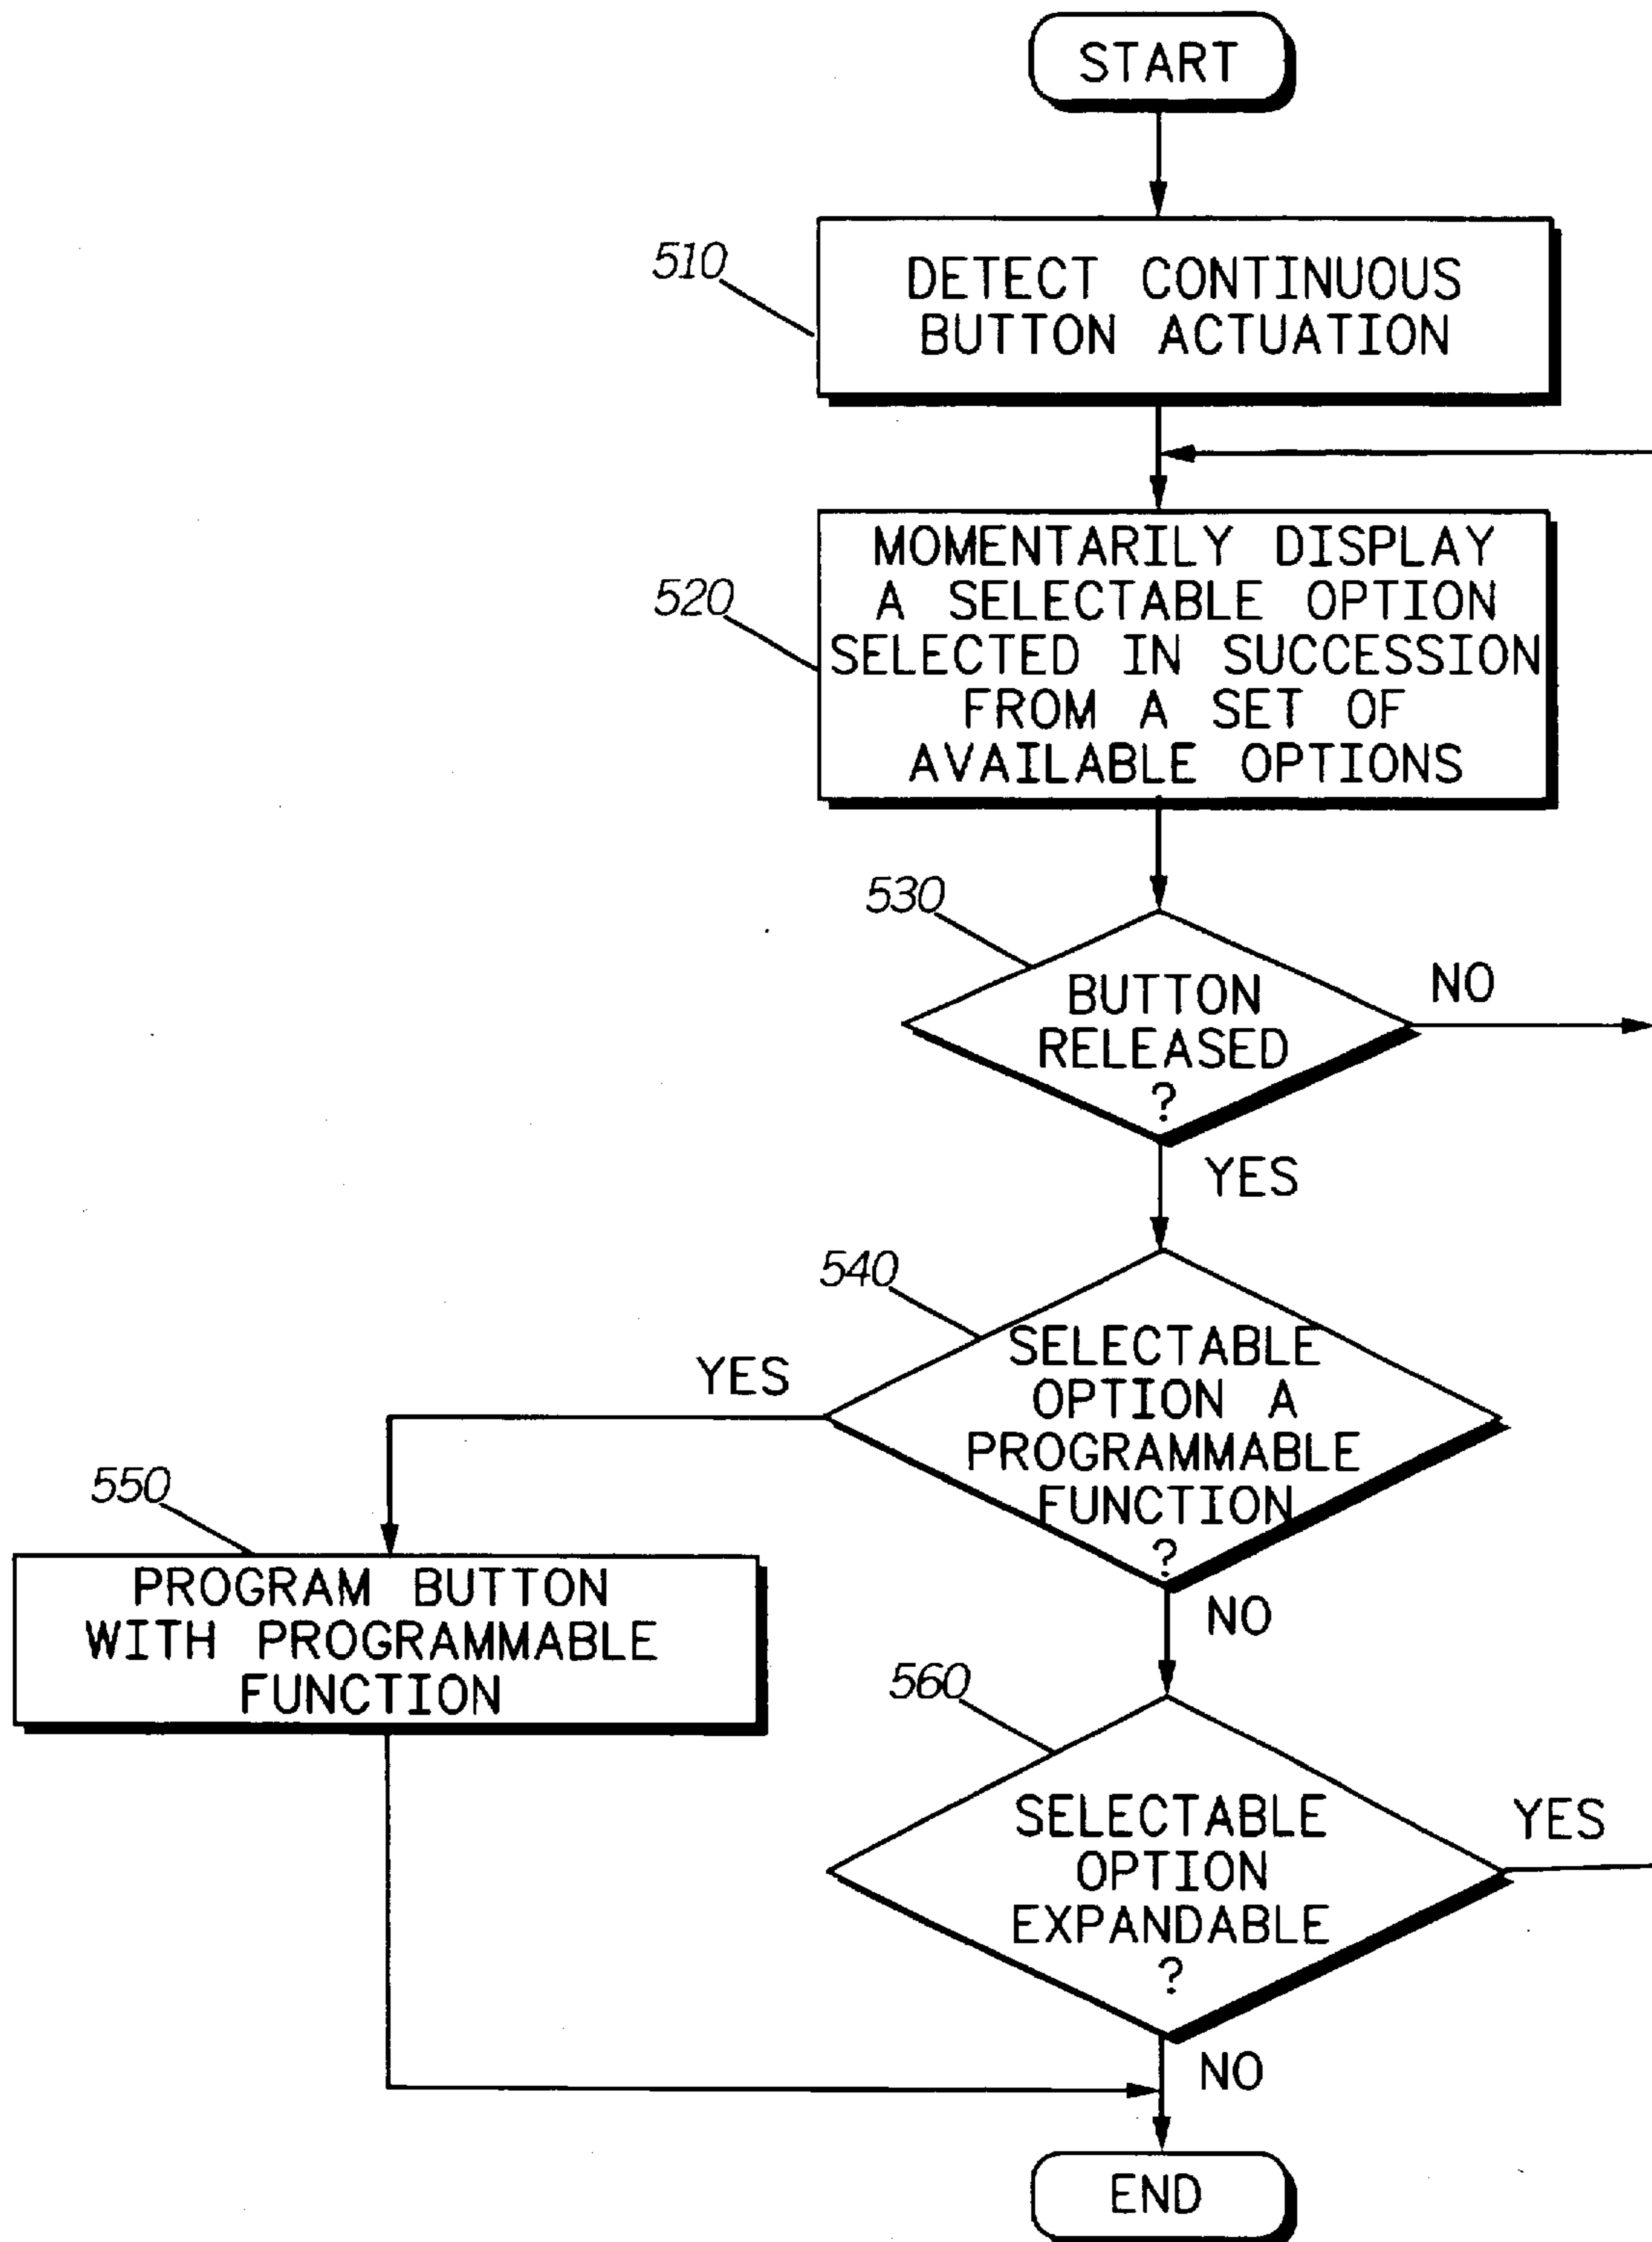 START
510
DETECT CONTINUOUS
BUTTON ACTUATION
520
MOMENTARILY DISPLAY
A SELECTABLE OPTION
SELECTED IN SUCCESSION
FROM A SET OF
AVAILABLE OPTIONS
530
BUTTON
RELEASED
?
NO
YES
540
SELECTABLE
OPTION A
PROGRAMMABLE
FUNCTION
?
YES
NO
550
PROGRAM BUTTON
WITH PROGRAMMABLE
FUNCTION
560
SELECTABLE
OPTION
EXPANDABLE
?
YES
NO
END